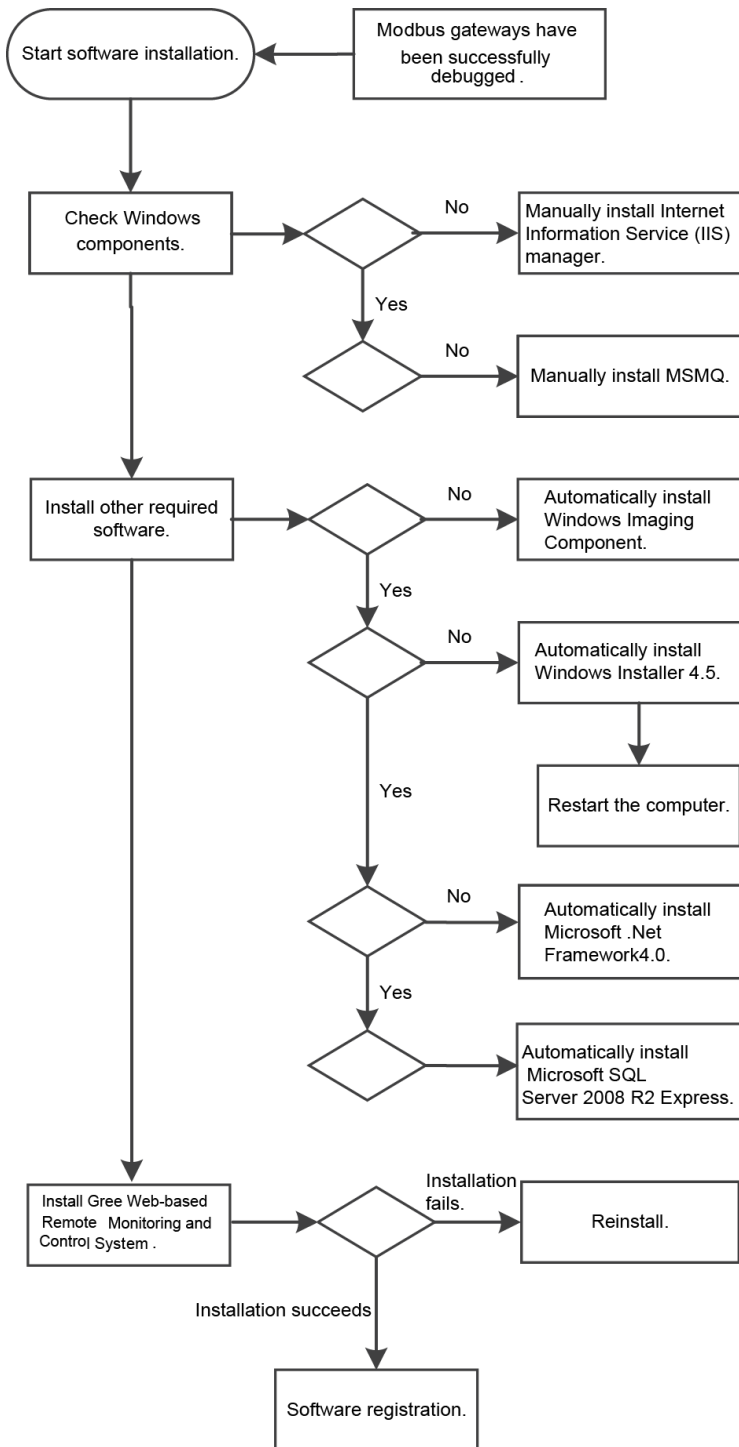 Start software installation.
Modbus gateways have
been successfully
debugged .
Check Windows
components.
No
Manually install Internet
Information Service (IIS)
manager.
Yes
No
Manually install MSMQ.
Install other required
software.
No
Automatically install
Windows Imaging
Component.
Yes
No
Automatically install
Windows Installer 4.5.
Yes
Restart the computer.
No
Automatically install
Microsoft .Net
Framework4.0.
Yes
Automatically install
Microsoft SQL
Server 2008 R2 Express.
Install Gree Web-based
Remote Monitoring and
Control System .
Installation
fails.
Reinstall.
Installation succeeds
Software registration.